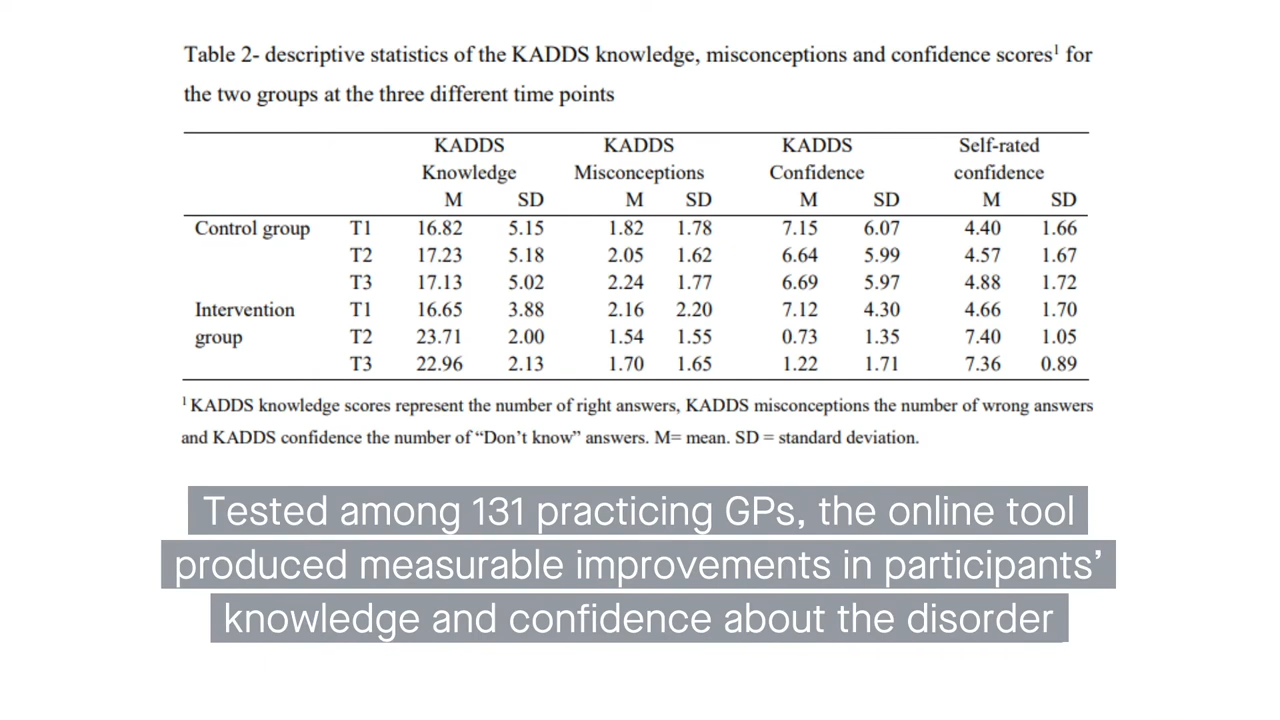 Table 2- descriptive statistics of the KADDS knowledge, misconceptions and confidence scores¹ for
the two groups at the three different time points
KADDS KADDS KADDS Self-rated
Knowledge Misconceptions Confidence confidence
M SD M SD M SD M SD
Control group T1 16.82 5.15 1.82 1.78 7.15 6.07 4.40 1.66
T2 17.23 5.18 2.05 1.62 6.64 5.99 4.57 1.67
T3 17.13 5.02 2.24 1.77 6.69 5.97 4.88 1.72
Intervention T1 16.65 3.88 2.16 2.20 7.12 4.30 4.66 1.70
group T2 23.71 2.00 1.54 1.55 0.73 1.35 7.40 1.05
T3 22.96 2.13 1.70 1.65 1.22 1.71 7.36 0.89
¹ KADDS knowledge scores represent the number of right answers, KADDS misconceptions the number of wrong answers
and KADDS confidence the number of “Don’t know” answers. M= mean. SD = standard deviation.
Tested among 131 practicing GPs, the online tool
produced measurable improvements in participants’
knowledge and confidence about the disorder